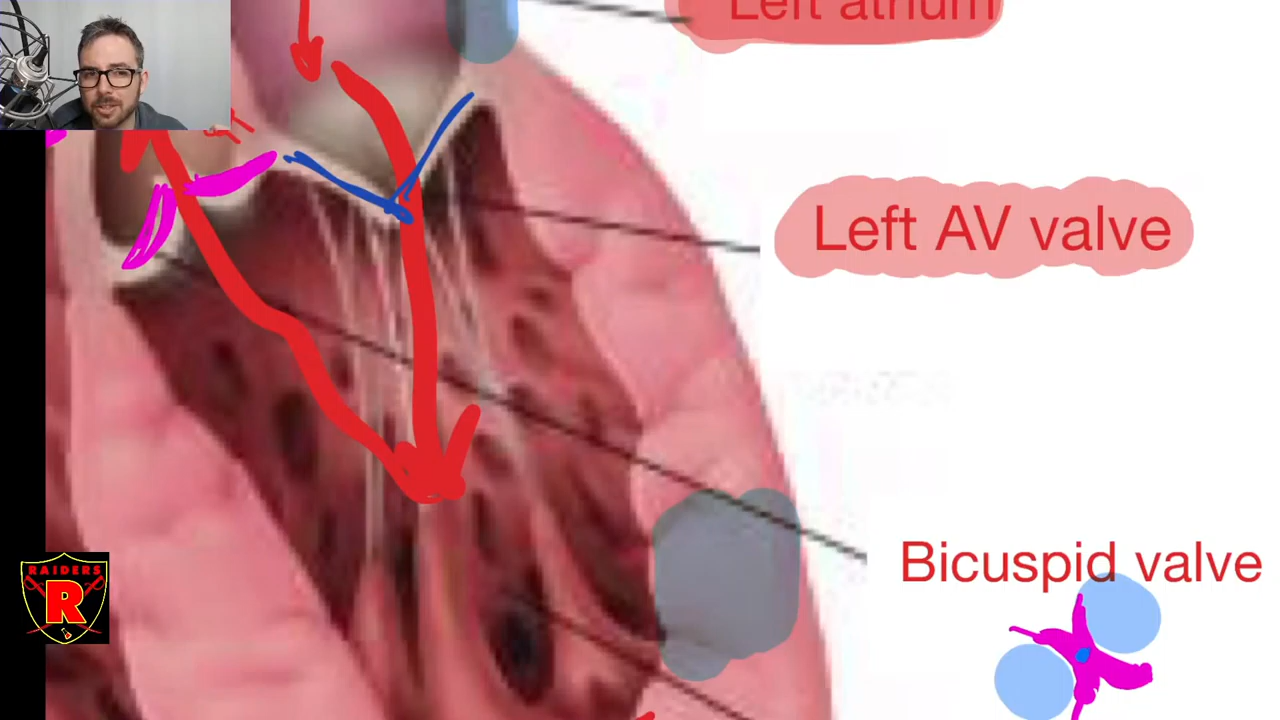 Left atrium
Left AV valve
Bicuspid valve
RAIDERS
R